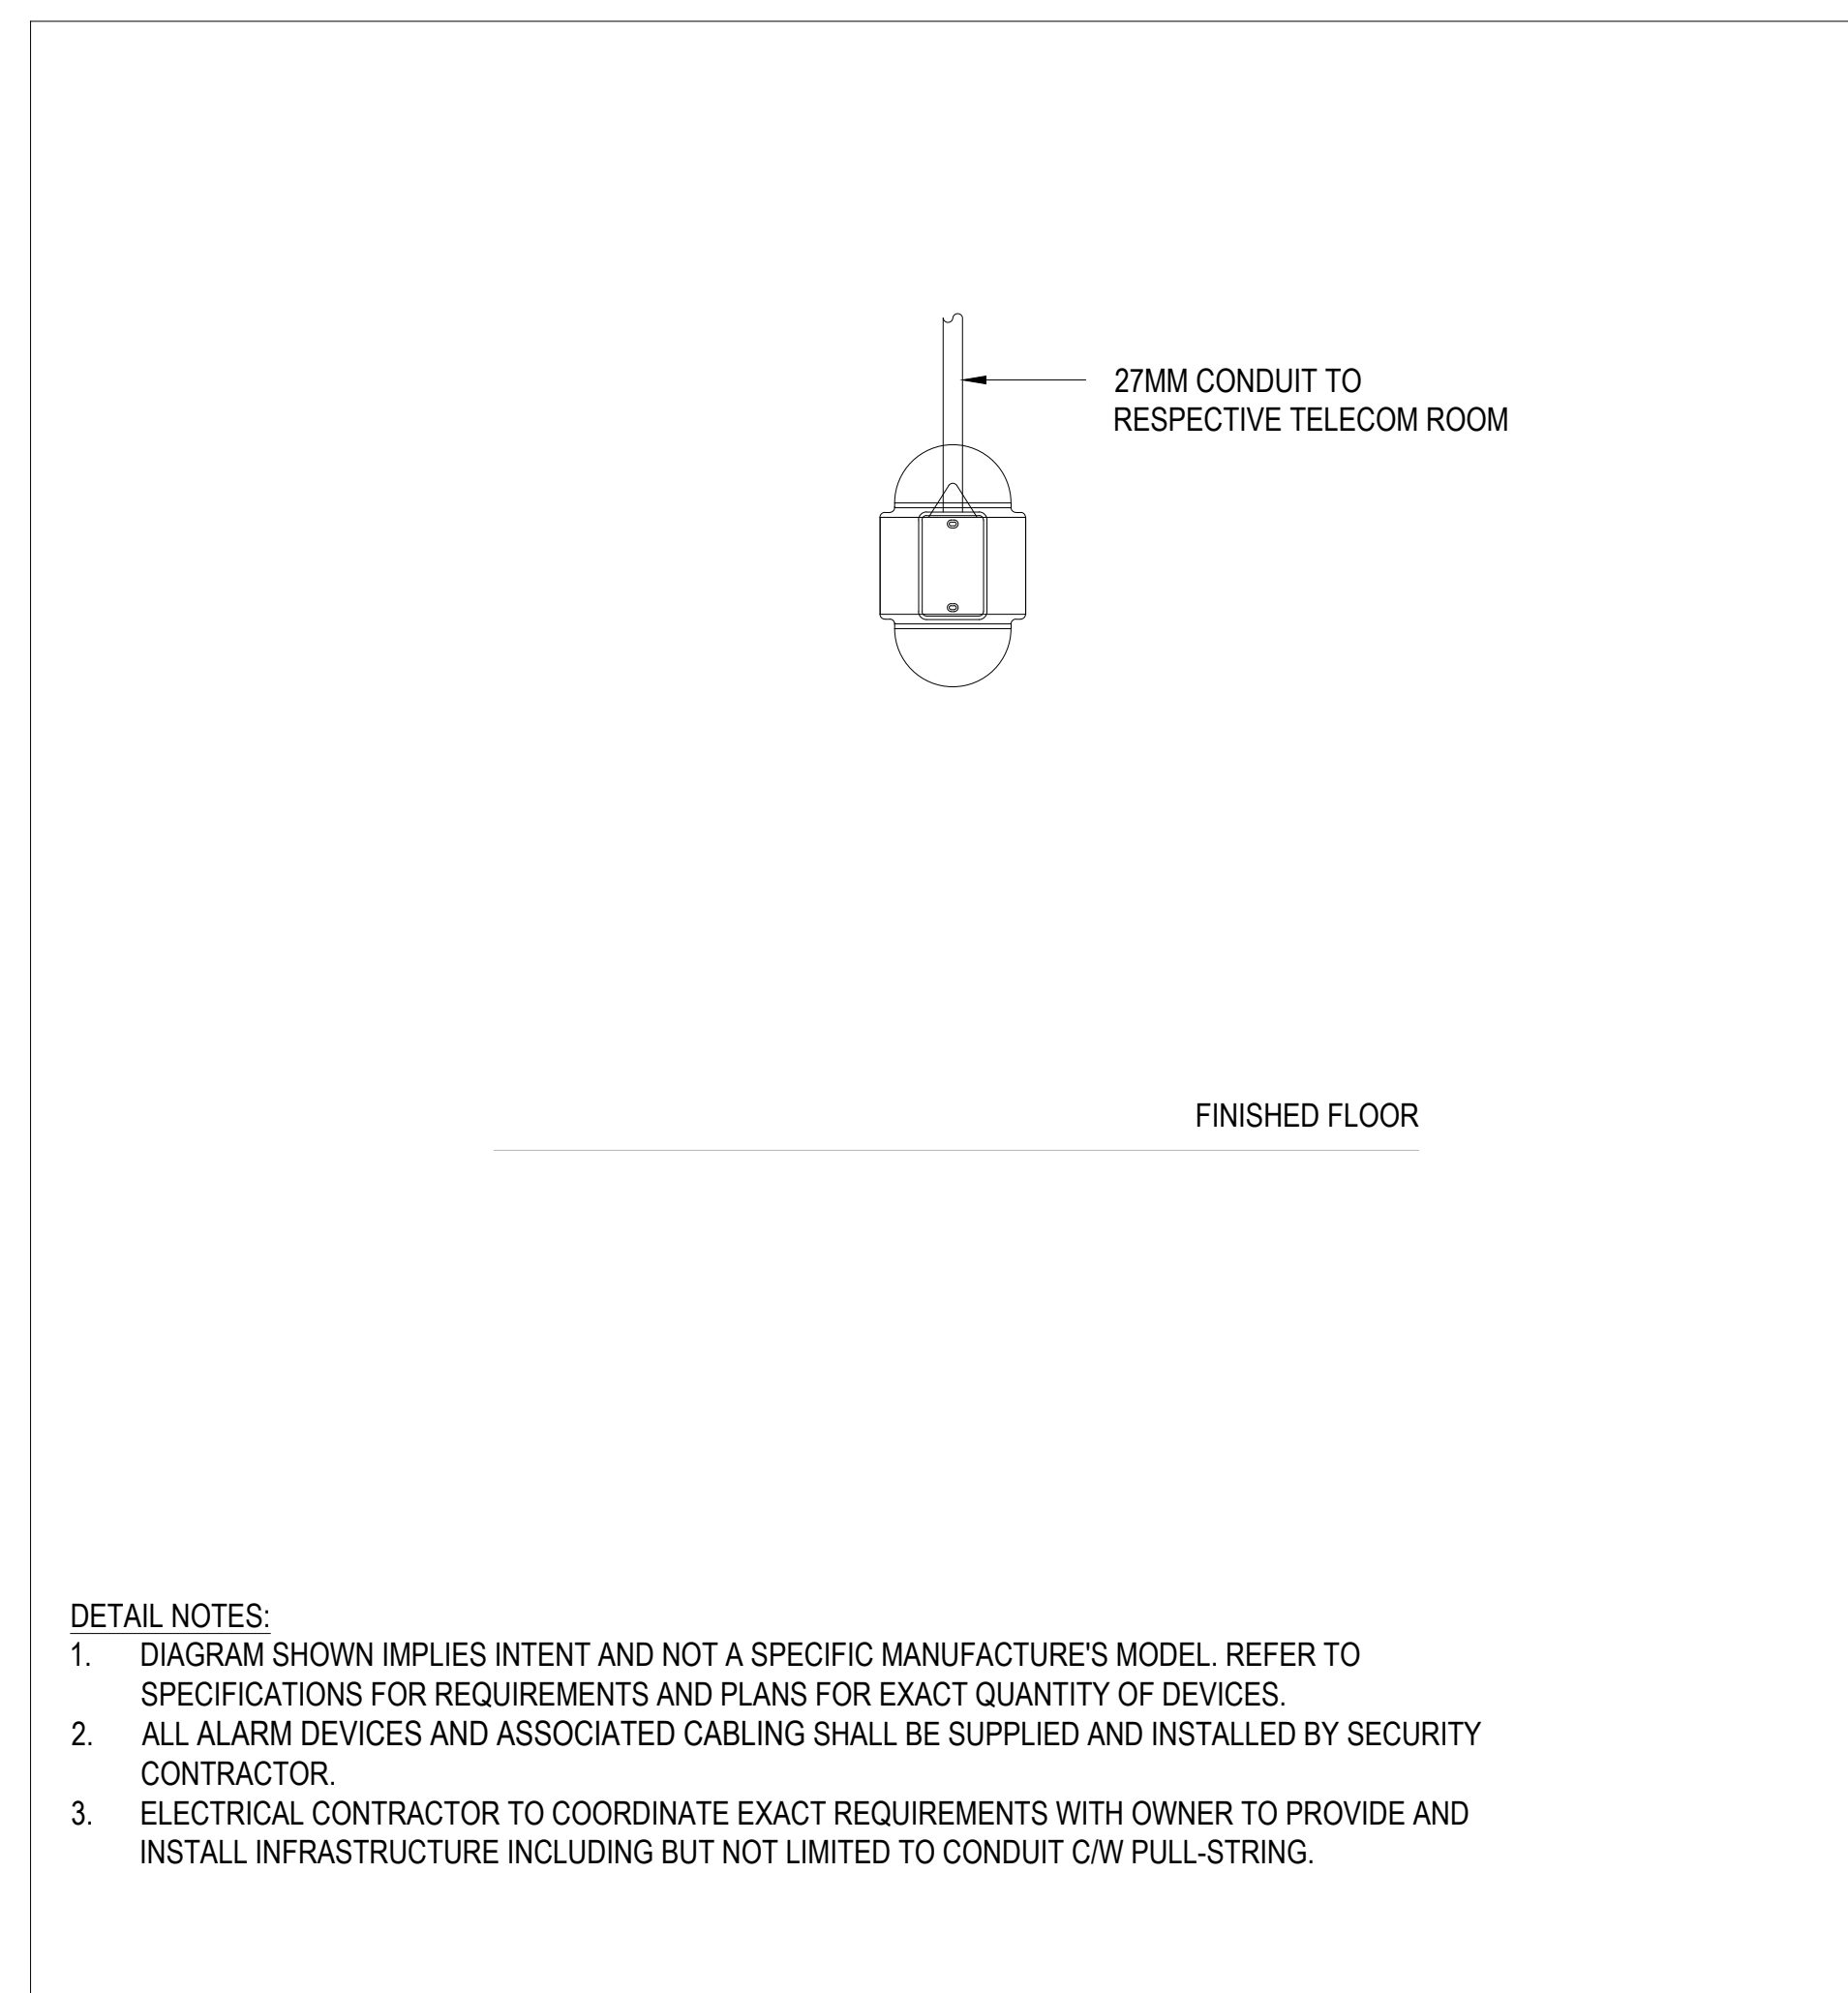 27MM CONDUIT TO
RESPECTIVE TELECOM ROOM
FINISHED FLOOR
DETAIL NOTES:
1. DIAGRAM SHOWN IMPLIES INTENT AND NOT A SPECIFIC MANUFACTURE'S MODEL. REFER TO
SPECIFICATIONS FOR REQUIREMENTS AND PLANS FOR EXACT QUANTITY OF DEVICES.
2. ALL ALARM DEVICES AND ASSOCIATED CABLING SHALL BE SUPPLIED AND INSTALLED BY SECURITY
CONTRACTOR.
3. ELECTRICAL CONTRACTOR TO COORDINATE EXACT REQUIREMENTS WITH OWNER TO PROVIDE AND
INSTALL INFRASTRUCTURE INCLUDING BUT NOT LIMITED TO CONDUIT C/W PULL-STRING.